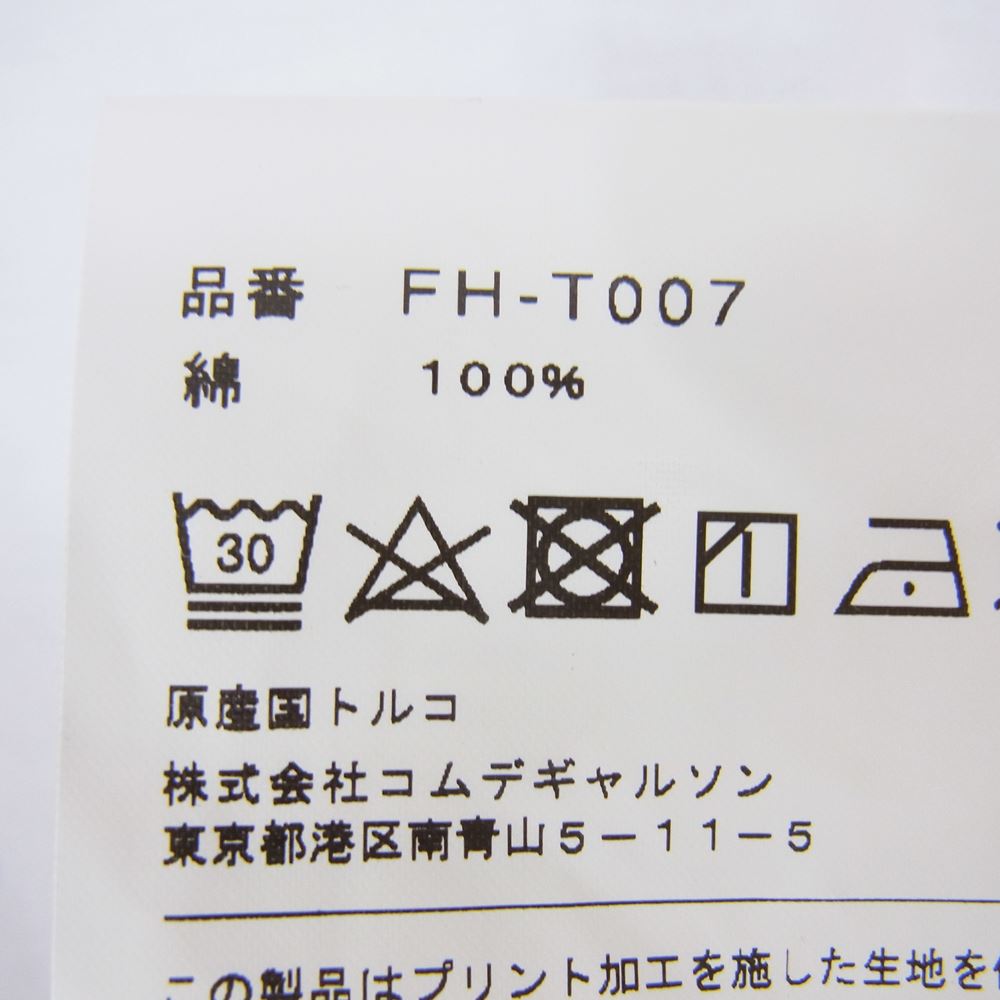 品番 FH-T007
綿 100%
30
原産国トルコ
株式会社コムデギャルソン
東京都港区南青山5-11-5
この製品はプリント加工を施した生地を